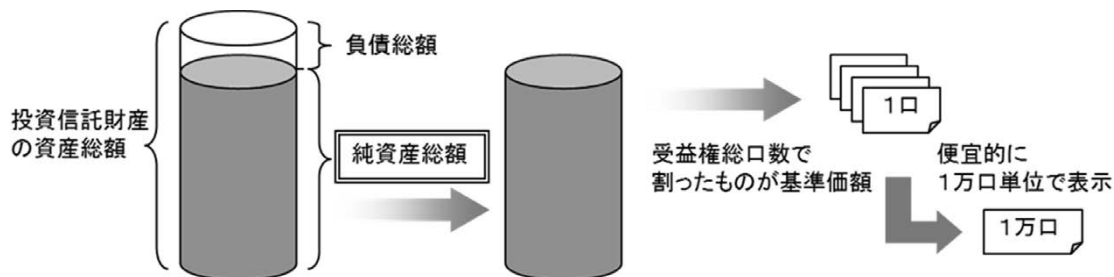 負債総額
投資信託財産
の資産総額
純資産総額
受益権総口数で
割ったものが基準価額
1口
便宜的に
1万口単位で表示
1万口